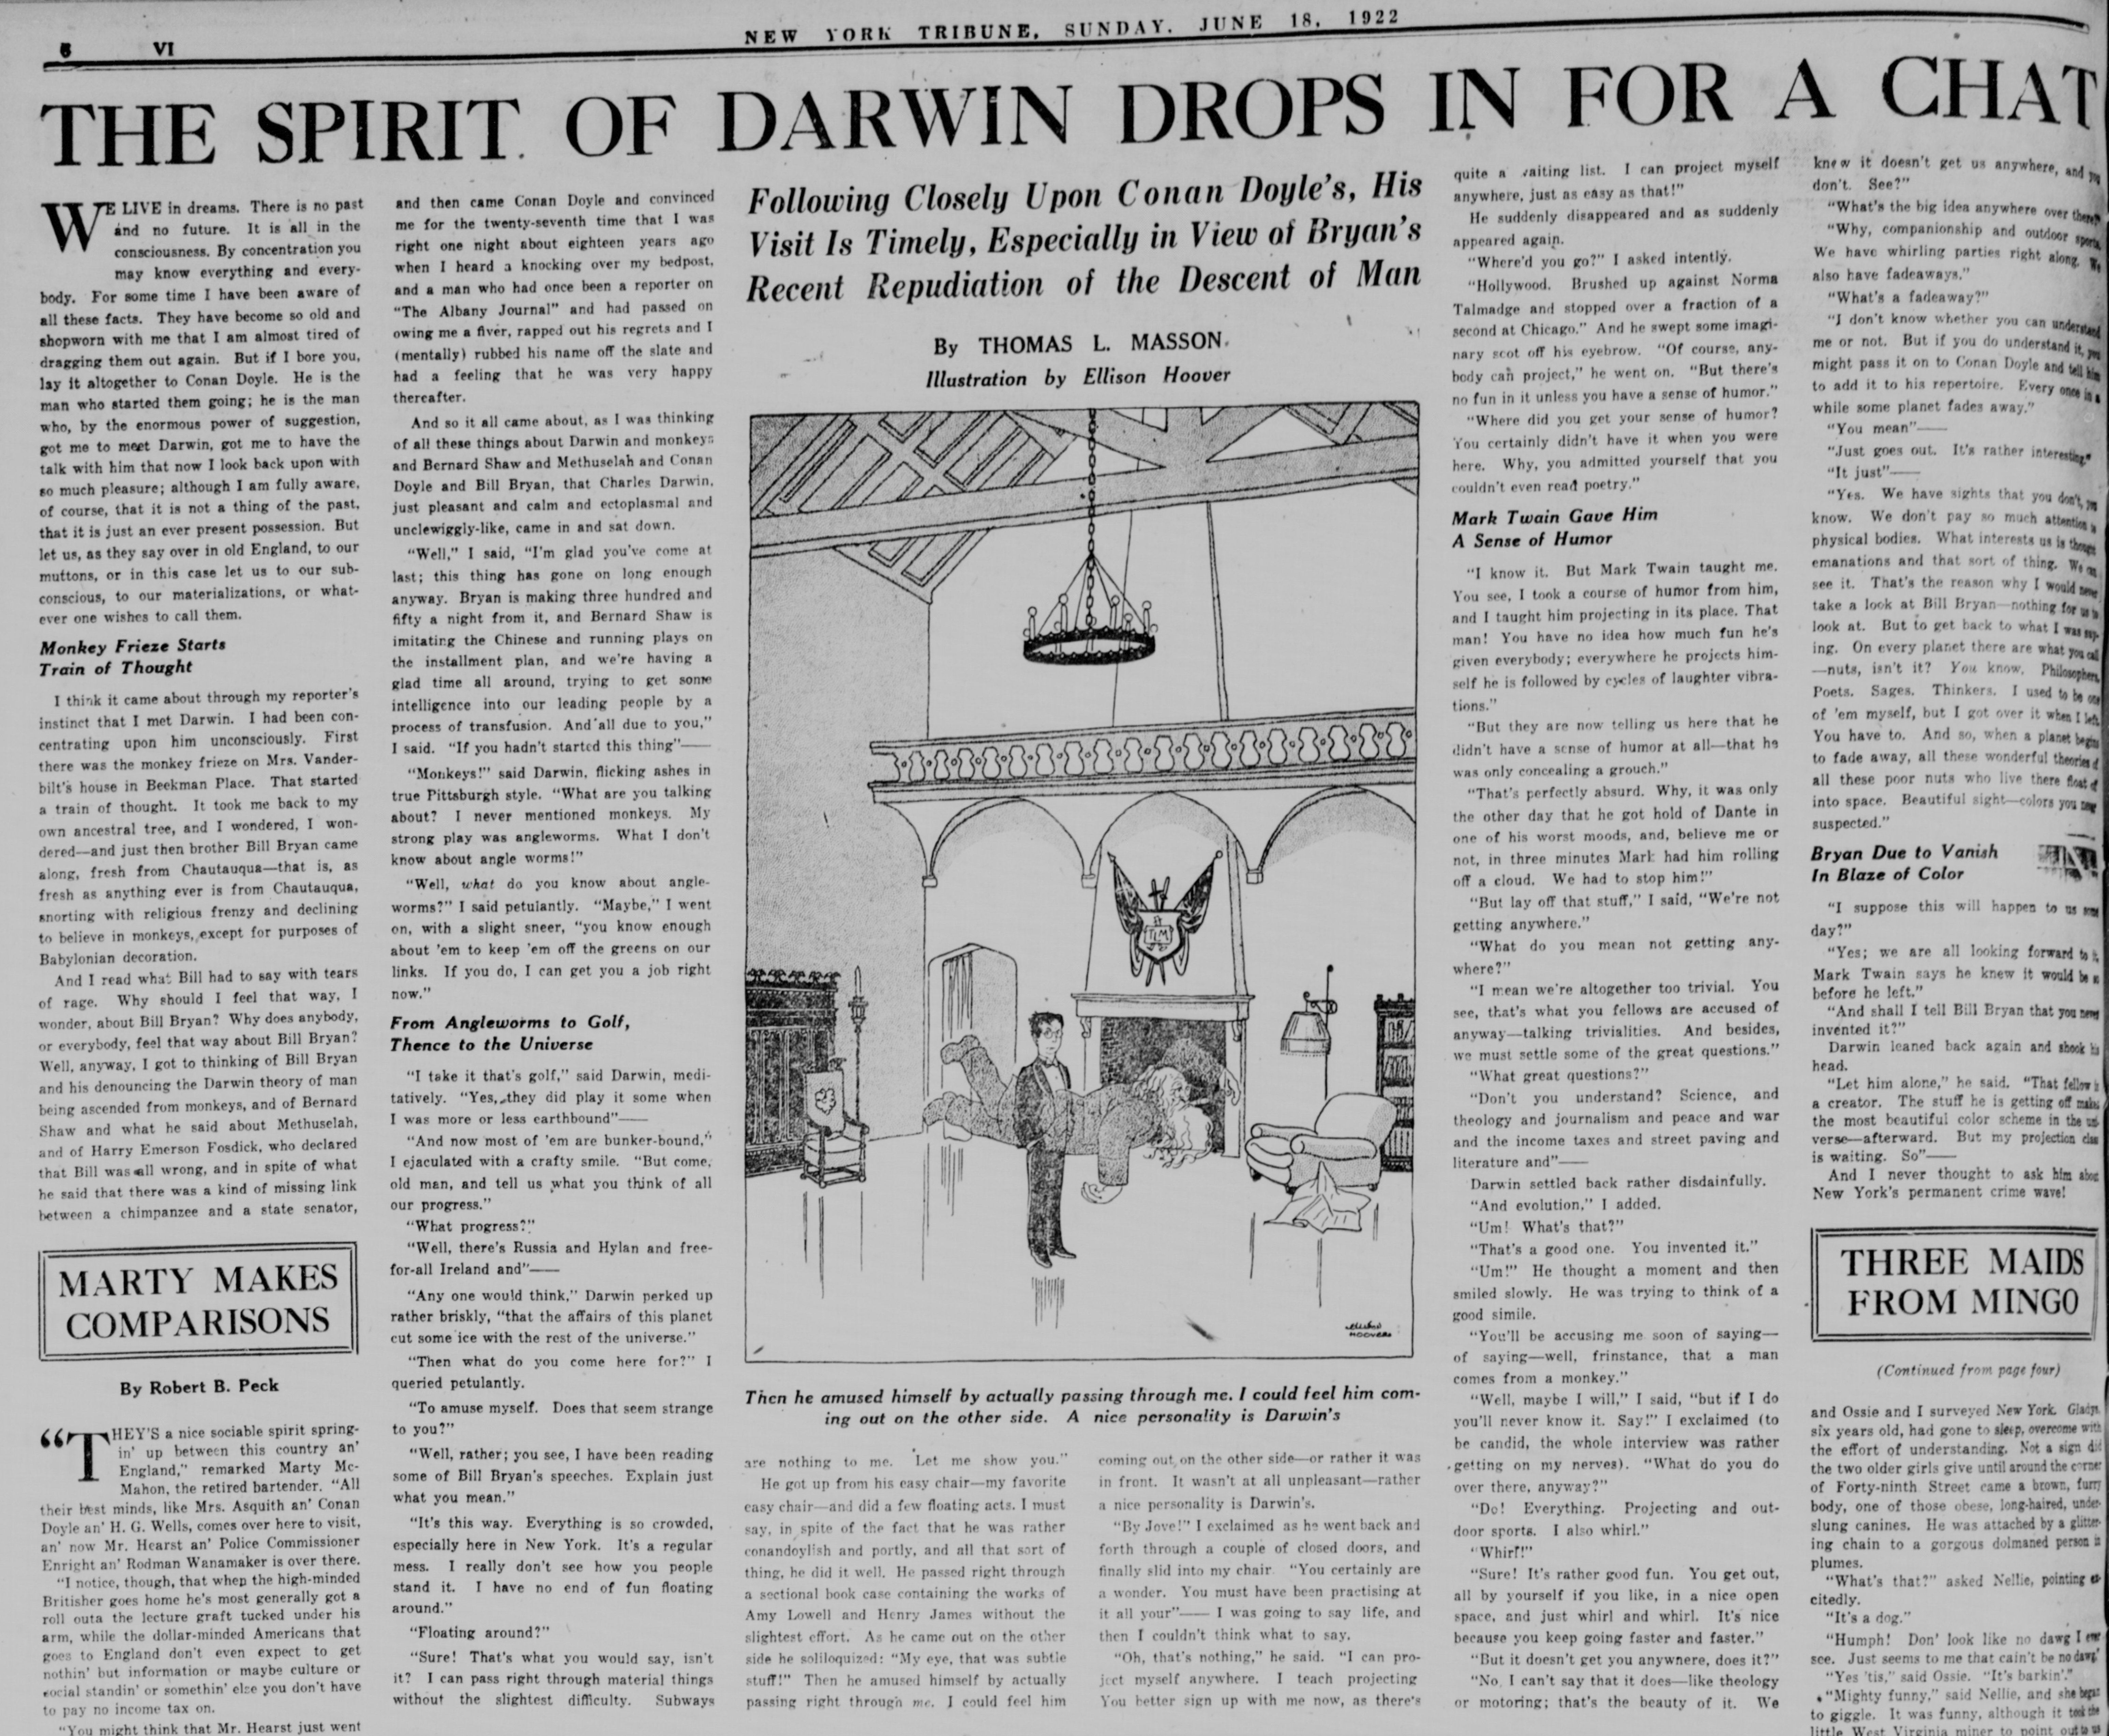 6 VI
NEW YORK TRIBUNE, SUNDAY, JUNE 18, 1922
THE SPIRIT OF DARWIN DROPS IN FOR A CHAT
WE LIVE in dreams. There is no past
and no future. It is all in the
consciousness. By concentration you
may know everything and every-
body. For some time I have been aware of
all these facts. They have become so old and
shopworn with me that I am almost tired of
dragging them out again. But if I bore you,
lay it altogether to Conan Doyle. He is the
man who started them going; he is the man
who, by the enormous power of suggestion,
got me to meet Darwin, got me to have the
talk with him that now I look back upon with
so much pleasure; although I am fully aware,
of course, that it is not a thing of the past,
that it is just an ever present possession. But
let us, as they say over in old England, to our
muttons, or in this case let us to our sub-
conscious, to our materializations, or what-
ever one wishes to call them.
Monkey Frieze Starts
Train of Thought
I think it came about through my reporter's
instinct that I met Darwin. I had been con-
centrating upon him unconsciously. First
there was the monkey frieze on Mrs. Vander-
bilt's house in Beekman Place. That started
a train of thought. It took me back to my
own ancestral tree, and I wondered, I won-
dered—and just then brother Bill Bryan came
along, fresh from Chautauqua—that is, as
fresh as anything ever is from Chautauqua,
snorting with religious frenzy and declining
to believe in monkeys, except for purposes of
Babylonian decoration.
And I read what Bill had to say with tears
of rage. Why should I feel that way, I
wonder, about Bill Bryan? Why does anybody,
or everybody, feel that way about Bill Bryan?
Well, anyway, I got to thinking of Bill Bryan
and his denouncing the Darwin theory of man
being ascended from monkeys, and of Bernard
Shaw and what he said about Methuselah,
and of Harry Emerson Fosdick, who declared
that Bill was all wrong, and in spite of what
he said that there was a kind of missing link
between a chimpanzee and a state senator,
MARTY MAKES
COMPARISONS
By Robert B. Peck
"THEY'S a nice sociable spirit spring-
in' up between this country an'
England," remarked Marty Mc-
Mahon, the retired bartender. "All
their best minds, like Mrs. Asquith an' Conan
Doyle an' H. G. Wells, comes over here to visit,
an' now Mr. Hearst an' Police Commissioner
Enright an' Rodman Wanamaker is over there.
"I notice, though, that when the high-minded
Britisher goes home he's most generally got a
roll outa the lecture graft tucked under his
arm, while the dollar-minded Americans that
goes to England don't even expect to get
nothin' but information or maybe culture or
social standin' or somethin' else you don't have
to pay no income tax on.
"You might think that Mr. Hearst just went
and then came Conan Doyle and convinced
me for the twenty-seventh time that I was
right one night about eighteen years ago
when I heard a knocking over my bedpost,
and a man who had once been a reporter on
"The Albany Journal" and had passed on
owing me a fiver, rapped out his regrets and I
(mentally) rubbed his name off the slate and
had a feeling that he was very happy
thereafter.
And so it all came about, as I was thinking
of all these things about Darwin and monkeys
and Bernard Shaw and Methuselah and Conan
Doyle and Bill Bryan, that Charles Darwin,
just pleasant and calm and ectoplasmal and
unclewiggly-like, came in and sat down.
"Well," I said, "I'm glad you've come at
last; this thing has gone on long enough
anyway. Bryan is making three hundred and
fifty a night from it, and Bernard Shaw is
imitating the Chinese and running plays on
the installment plan, and we're having a
glad time all around, trying to get some
intelligence into our leading people by a
process of transfusion. And all due to you,"
I said. "If you hadn't started this thing"——
"Monkeys!" said Darwin, flicking ashes in
true Pittsburgh style. "What are you talking
about? I never mentioned monkeys. My
strong play was angleworms. What I don't
know about angle worms!"
"Well, what do you know about angle-
worms?" I said petulantly. "Maybe," I went
on, with a slight sneer, "you know enough
about 'em to keep 'em off the greens on our
links. If you do, I can get you a job right
now."
From Angleworms to Golf,
Thence to the Universe
"I take it that's golf," said Darwin, medi-
tatively. "Yes, they did play it some when
I was more or less earthbound"——
"And now most of 'em are bunker-bound,"
I ejaculated with a crafty smile. "But come,
old man, and tell us what you think of all
our progress."
"What progress?"
"Well, there's Russia and Hylan and free-
for-all Ireland and"——
"Any one would think," Darwin perked up
rather briskly, "that the affairs of this planet
cut some ice with the rest of the universe."
"Then what do you come here for?" I
queried petulantly.
"To amuse myself. Does that seem strange
to you?"
"Well, rather; you see, I have been reading
some of Bill Bryan's speeches. Explain just
what you mean."
"It's this way. Everything is so crowded,
especially here in New York. It's a regular
mess. I really don't see how you people
stand it. I have no end of fun floating
around."
"Floating around?"
"Sure! That's what you would say, isn't
it? I can pass right through material things
without the slightest difficulty. Subways
Following Closely Upon Conan Doyle's, His
Visit Is Timely, Especially in View of Bryan's
Recent Repudiation of the Descent of Man
By THOMAS L. MASSON
Illustration by Ellison Hoover
TLM
ELLISON
HOOVER
Then he amused himself by actually passing through me. I could feel him com-
ing out on the other side. A nice personality is Darwin's
are nothing to me. Let me show you."
He got up from his easy chair—my favorite
easy chair—and did a few floating acts. I must
say, in spite of the fact that he was rather
conandoylish and portly, and all that sort of
thing, he did it well. He passed right through
a sectional book case containing the works of
Amy Lowell and Henry James without the
slightest effort. As he came out on the other
side he soliloquized: "My eye, that was subtle
stuff!" Then he amused himself by actually
passing right through me. I could feel him
coming out on the other side—or rather it was
in front. It wasn't at all unpleasant—rather
a nice personality is Darwin's.
"By Jove!" I exclaimed as he went back and
forth through a couple of closed doors, and
finally slid into my chair. "You certainly are
a wonder. You must have been practising at
it all your"—— I was going to say life, and
then I couldn't think what to say.
"Oh, that's nothing," he said. "I can pro-
ject myself anywhere. I teach projecting
You better sign up with me now, as there's
quite a waiting list. I can project myself
anywhere, just as easy as that!"
He suddenly disappeared and as suddenly
appeared again.
"Where'd you go?" I asked intently.
"Hollywood. Brushed up against Norma
Talmadge and stopped over a fraction of a
second at Chicago." And he swept some imagi-
nary scot off his eyebrow. "Of course, any-
body can project," he went on. "But there's
no fun in it unless you have a sense of humor."
"Where did you get your sense of humor?
You certainly didn't have it when you were
here. Why, you admitted yourself that you
couldn't even read poetry."
Mark Twain Gave Him
A Sense of Humor
"I know it. But Mark Twain taught me.
You see, I took a course of humor from him,
and I taught him projecting in its place. That
man! You have no idea how much fun he's
given everybody; everywhere he projects him-
self he is followed by cycles of laughter vibra-
tions."
"But they are now telling us here that he
didn't have a sense of humor at all—that he
was only concealing a grouch."
"That's perfectly absurd. Why, it was only
the other day that he got hold of Dante in
one of his worst moods, and, believe me or
not, in three minutes Mark had him rolling
off a cloud. We had to stop him!"
"But lay off that stuff," I said, "We're not
getting anywhere."
"What do you mean not getting any-
where?"
"I mean we're altogether too trivial. You
see, that's what you fellows are accused of
anyway—talking trivialities. And besides,
we must settle some of the great questions."
"What great questions?"
"Don't you understand? Science, and
theology and journalism and peace and war
and the income taxes and street paving and
literature and"——
Darwin settled back rather disdainfully.
"And evolution," I added.
"Um! What's that?"
"That's a good one. You invented it."
"Um!" He thought a moment and then
smiled slowly. He was trying to think of a
good simile.
"You'll be accusing me soon of saying—
of saying—well, frinstance, that a man
comes from a monkey."
"Well, maybe I will," I said, "but if I do
you'll never know it. Say!" I exclaimed (to
be candid, the whole interview was rather
getting on my nerves). "What do you do
over there, anyway?"
"Do! Everything. Projecting and out-
door sports. I also whirl."
"Whirl!"
"Sure! It's rather good fun. You get out,
all by yourself if you like, in a nice open
space, and just whirl and whirl. It's nice
because you keep going faster and faster."
"But it doesn't get you anywnere, does it?"
"No, I can't say that it does—like theology
or motoring; that's the beauty of it. We
knew it doesn't get us anywhere, and you
don't. See?"
"What's the big idea anywhere over there?"
"Why, companionship and outdoor sports.
We have whirling parties right along. We
also have fadeaways."
"What's a fadeaway?"
"I don't know whether you can understand
me or not. But if you do understand it, you
might pass it on to Conan Doyle and tell him
to add it to his repertoire. Every once in a
while some planet fades away."
"You mean"——
"Just goes out. It's rather interesting."
"It just"——
"Yes. We have sights that you don't, you
know. We don't pay so much attention to
physical bodies. What interests us is thought
emanations and that sort of thing. We can
see it. That's the reason why I would never
take a look at Bill Bryan—nothing for us to
look at. But to get back to what I was say-
ing. On every planet there are what you call
—nuts, isn't it? You know. Philosophers,
Poets. Sages. Thinkers. I used to be one
of 'em myself, but I got over it when I left.
You have to. And so, when a planet begins
to fade away, all these wonderful theories of
all these poor nuts who live there float off
into space. Beautiful sight—colors you never
suspected."
Bryan Due to Vanish
In Blaze of Color
"I suppose this will happen to us some
day?"
"Yes; we are all looking forward to it.
Mark Twain says he knew it would be so
before he left."
"And shall I tell Bill Bryan that you never
invented it?"
Darwin leaned back again and shook his
head.
"Let him alone," he said. "That fellow is
a creator. The stuff he is getting off makes
the most beautiful color scheme in the uni-
verse—afterward. But my projection class
is waiting. So"——
And I never thought to ask him about
New York's permanent crime wave!
THREE MAIDS
FROM MINGO
(Continued from page four)
and Ossie and I surveyed New York. Gladys,
six years old, had gone to sleep, overcome with
the effort of understanding. Not a sign did
the two older girls give until around the corner
of Forty-ninth Street came a brown, furry
body, one of those obese, long-haired, under-
slung canines. He was attached by a glitter-
ing chain to a gorgous dolmaned person in
plumes.
"What's that?" asked Nellie, pointing ex-
citedly.
"It's a dog."
"Humph! Don' look like no dawg I ever
see. Just seems to me that cain't be no dawg."
"Yes 'tis," said Ossie. "It's barkin'."
"Mighty funny," said Nellie, and she began
to giggle. It was funny, although it took the
little West Virginia miner to point out to us